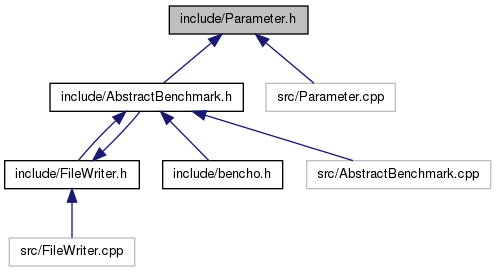 include/Parameter.h
include/AbstractBenchmark.h
src/Parameter.cpp
include/FileWriter.h
include/bencho.h
src/AbstractBenchmark.cpp
src/FileWriter.cpp